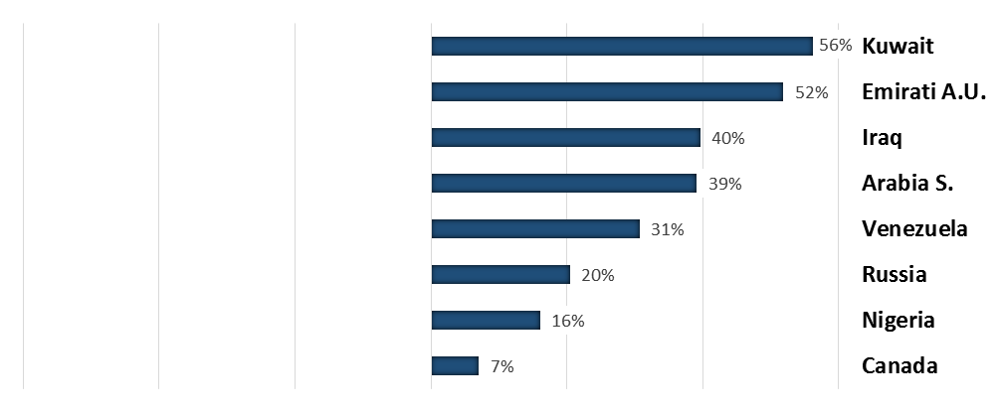 56% Kuwait
52% Emirati A.U.
40% Iraq
39% Arabia S.
31% Venezuela
20% Russia
16% Nigeria
7% Canada